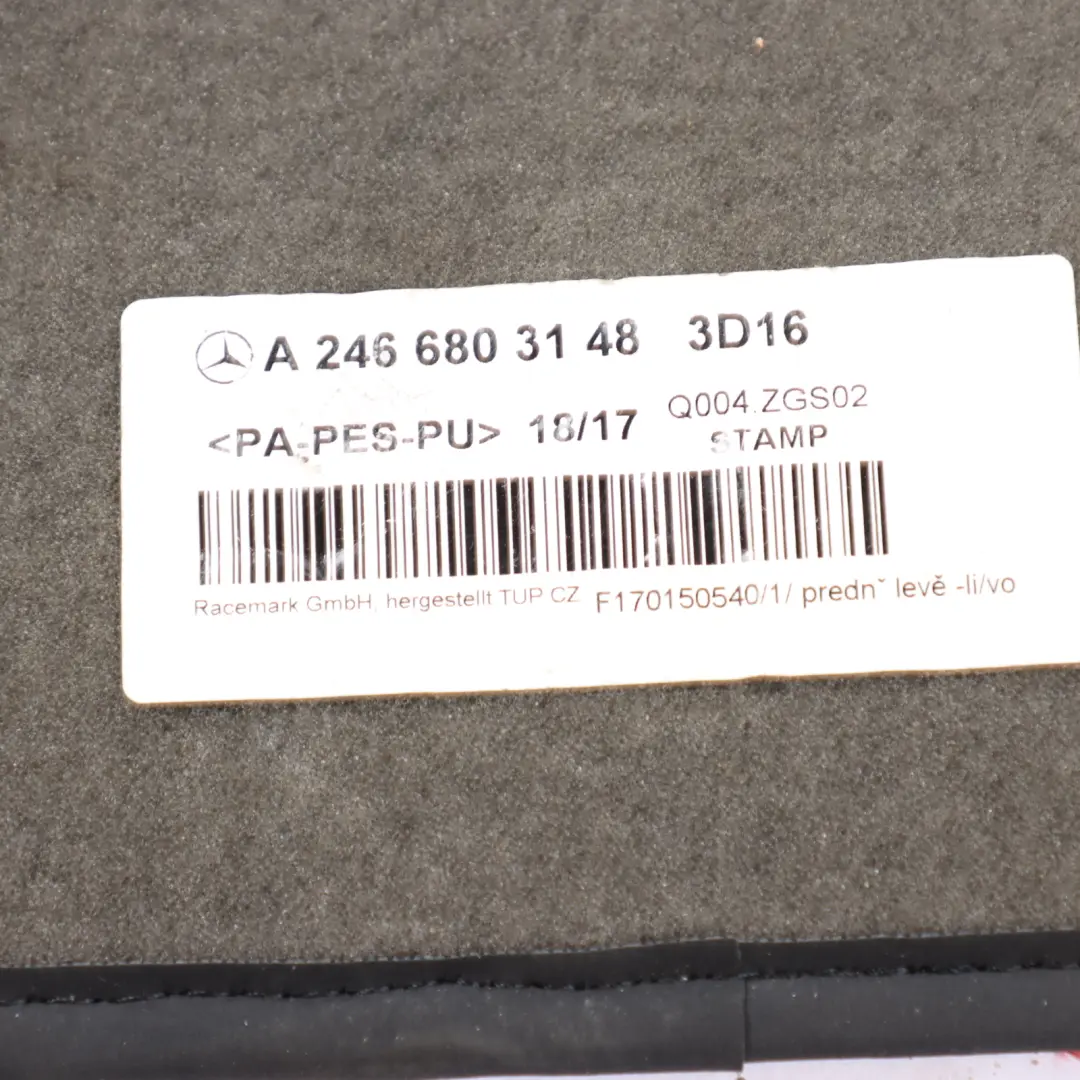 A 246 680 31 48 3D16
<PA-PES-PU> 18/17 Q004.ZGS02
STAMP
Racemark GmbH, hergestellt TUP CZ F170150540/1/ prednˇ levě -li/vo